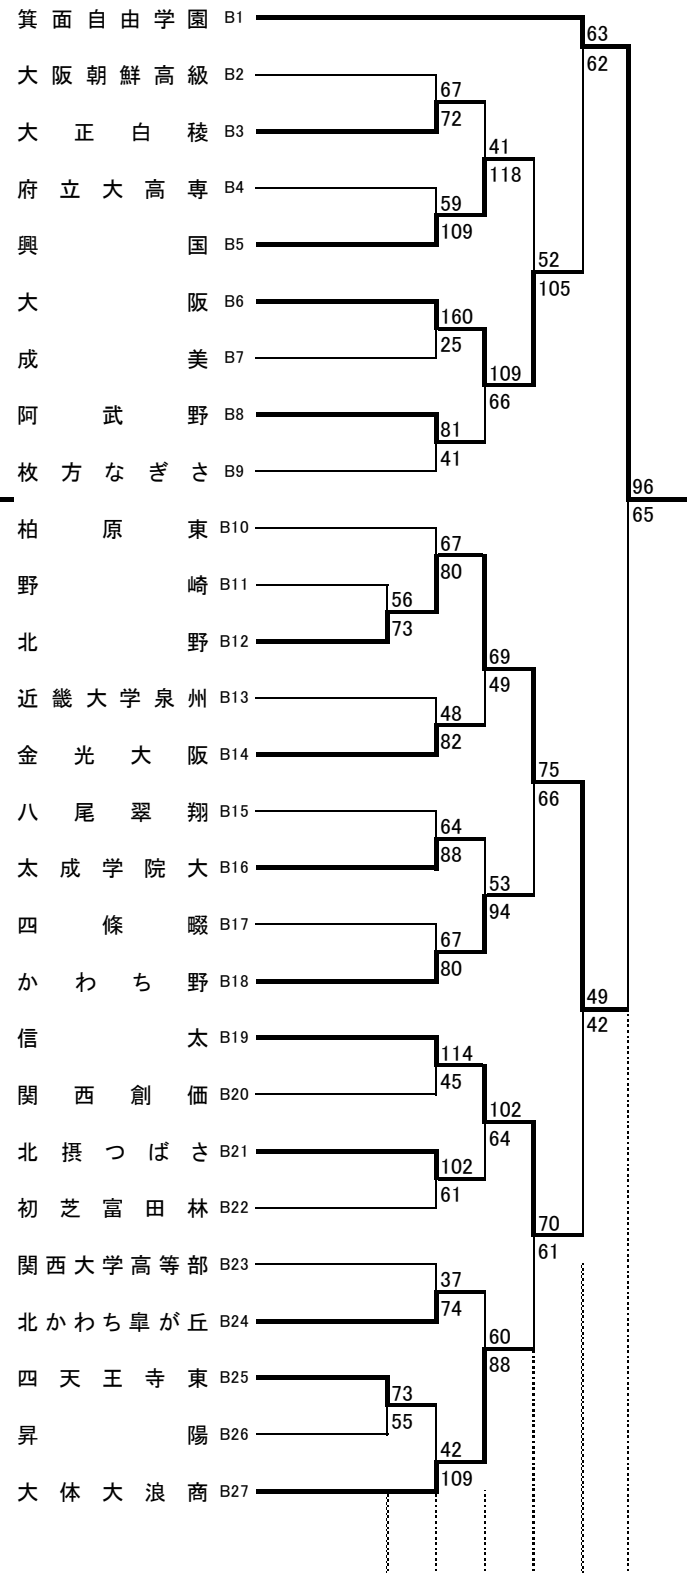 箕面自由学園 B1
63
大阪朝鮮高級 B2
62
67
大正白稜 B3
72
41
118
府立大高専 B4
59
興国 B5
109
52
105
大阪 B6
160
成美 B7
25
109
66
阿武野 B8
81
枚方なぎさ B9
41
96
65
柏原東 B10
67
野崎 B11
80
56
北野 B12
73
69
49
近畿大学泉州 B13
48
金光大阪 B14
82
75
66
八尾翠翔 B15
64
太成学院大 B16
88
53
94
四條畷 B17
67
かわち野 B18
80
49
42
信太 B19
114
関西創価 B20
45
102
64
北摂つばさ B21
102
初芝富田林 B22
61
70
61
関西大学高等部 B23
37
北かわち皐が丘 B24
74
60
88
四天王寺東 B25
73
昇陽 B26
55
42
大体大浪商 B27
109